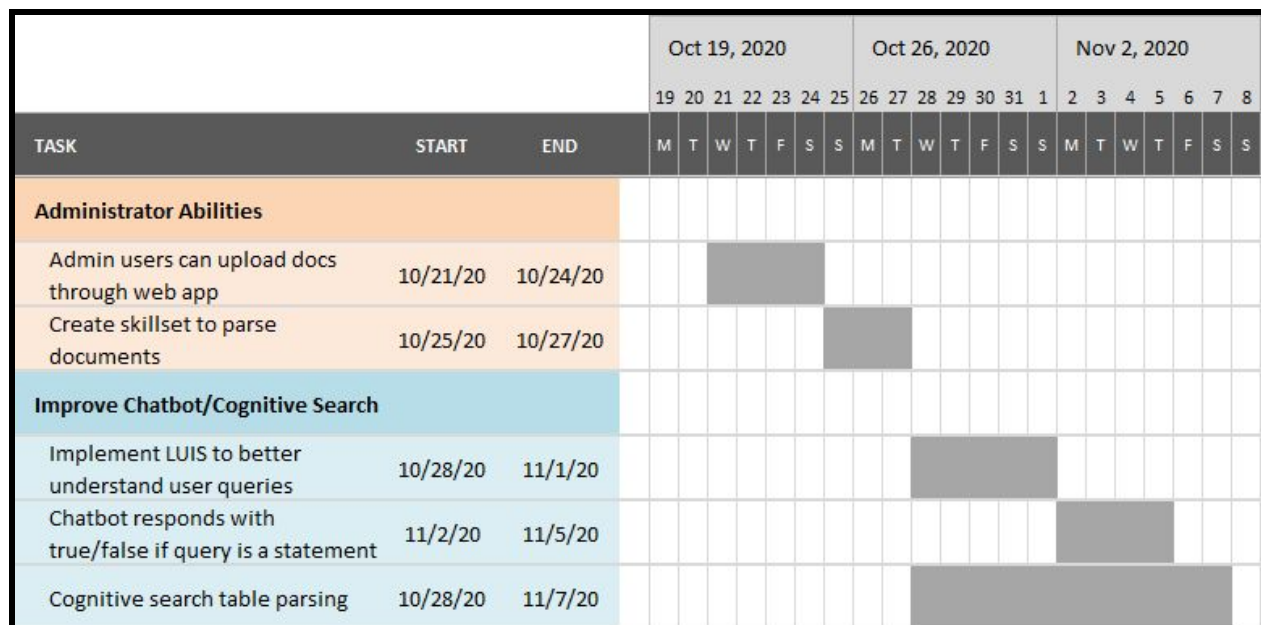 Oct 19, 2020 Oct 26, 2020 Nov 2, 2020
19 20 21 22 23 24 25 26 27 28 29 30 31 1 2 3 4 5 6 7 8
TASK START END M T W T F S S M T W T F S S M T W T F S S
Administrator Abilities
Admin users can upload docs
through web app 10/21/20 10/24/20
Create skillset to parse
documents 10/25/20 10/27/20
Improve Chatbot/Cognitive Search
Implement LUIS to better
understand user queries 10/28/20 11/1/20
Chatbot responds with
true/false if query is a statement 11/2/20 11/5/20
Cognitive search table parsing 10/28/20 11/7/20